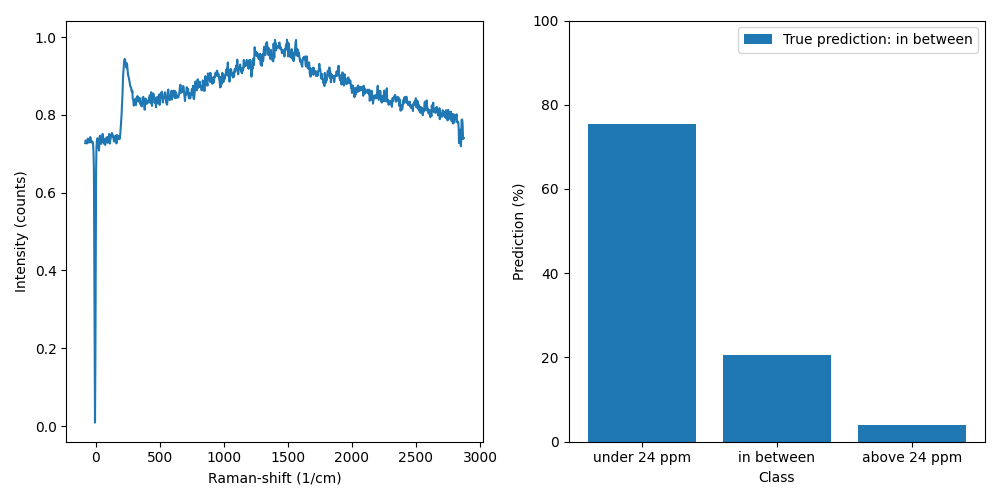 1.0
0.8
0.6
0.4
0.2
0.0
Intensity (counts)
0 500 1000 1500 2000 2500 3000
Raman-shift (1/cm)
100
80
60
40
20
0
Prediction (%)
True prediction: in between
under 24 ppm in between above 24 ppm
Class